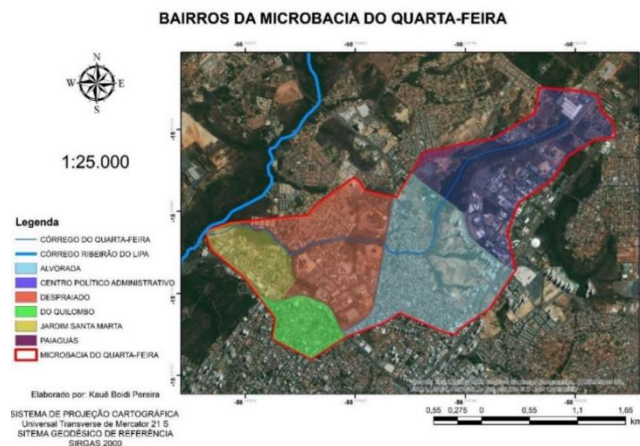 BAIRROS DA MICROBACIA DO QUARTA-FEIRA
N
W E
S
1:25.000
Legenda
CÓRREGO DO QUARTA-FEIRA
CÓRREGO RIBEIRÃO DO LIPA
ALVORADA
CENTRO POLÍTICO ADMINISTRATIVO
DESPRAIADO
DO QUILOMBO
JARDIM SANTA MARTA
PAIAGUÁS
MICROBACIA DO QUARTA-FEIRA
Elaborado por: Kauê Boidi Pereira
SISTEMA DE PROJEÇÃO CARTOGRÁFICA
Universal Transverse de Mercator 21 S
SITEMA GEODÉSICO DE REFERÊNCIA
SIRGAS 2000
0,55 0,275 0 0,55 1,1 1,65
km